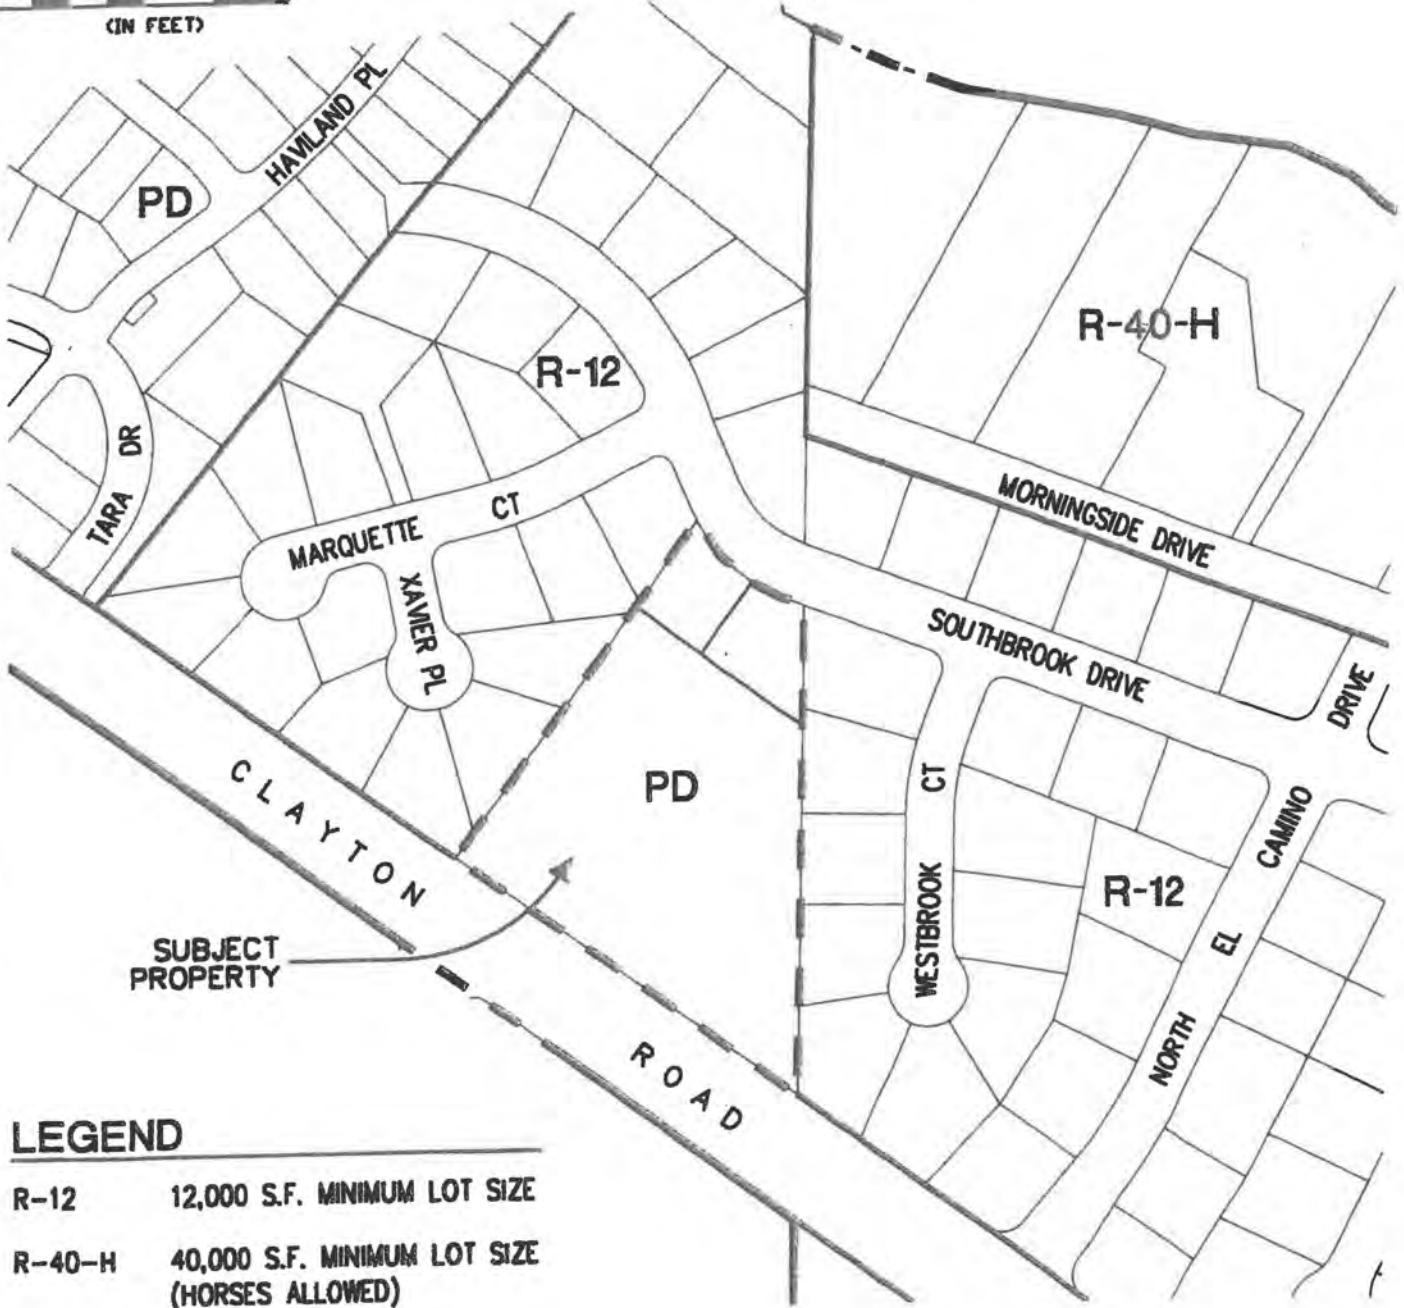 (IN FEET)
HAVILAND PL
PD
R-40-H
R-12
TARA DR
MARQUETTE CT
XAVIER PL
MORNINGSIDE DRIVE
SOUTHBROOK DRIVE
DRIVE
PD
CLAYTON
ROAD
WESTBROOK CT
R-12
NORTH EL CAMINO
SUBJECT
PROPERTY
LEGEND
R-12 12,000 S.F. MINIMUM LOT SIZE
R-40-H 40,000 S.F. MINIMUM LOT SIZE
(HORSES ALLOWED)